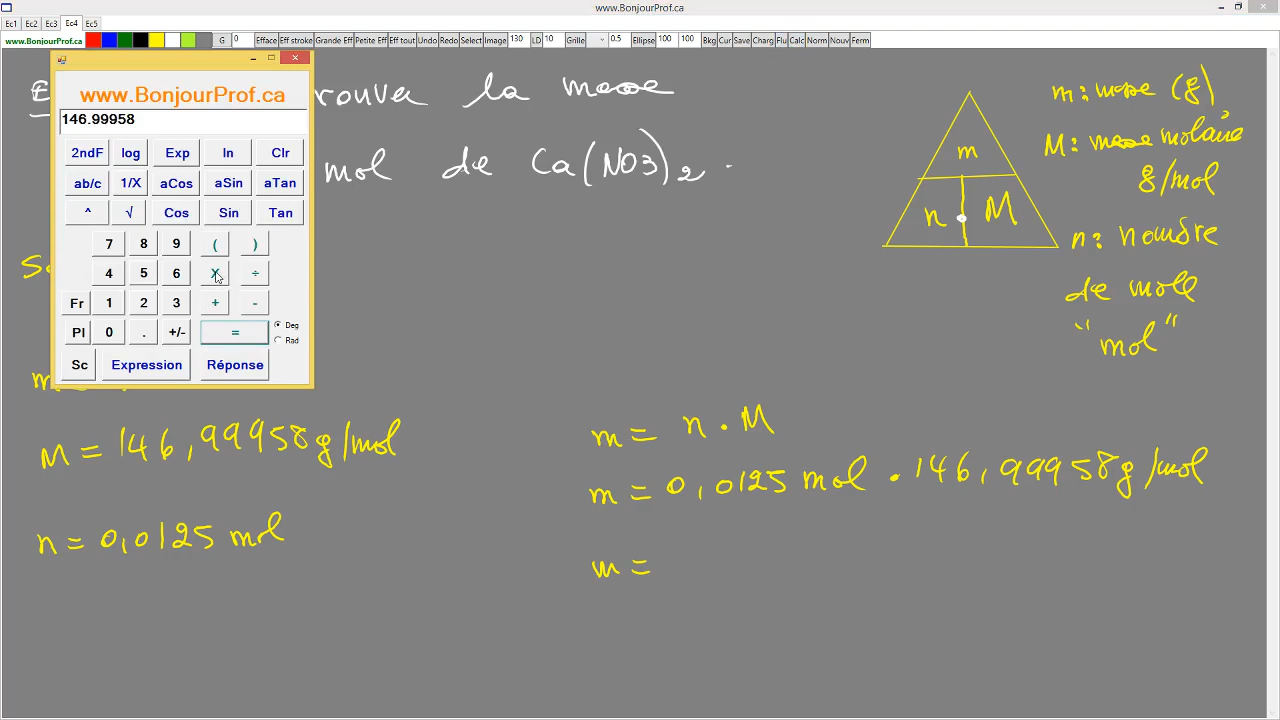 www.BonjourProf.ca
Ec1 Ec2 Ec3 Ec4 Ec5
www.BonjourProf.ca G 0 Efface Eff stroke Grande Eff Petite Eff Eff tout Undo Redo Select Image 130 LD 10 Grille 0.5 Ellipse 100 100 Bkg Cur Save Charg Flu Calc Norm Nouv Ferm
www.BonjourProf.ca
146.99958
2ndF log Exp ln Clr
ab/c 1/X aCos aSin aTan
^ √ Cos Sin Tan
7 8 9 ( )
4 5 6 X ÷
Fr 1 2 3 + -
PI 0 . +/- = Deg
Rad
Sc Expression Réponse
rouver la masse
mol de Ca(NO3)2 .
m
n M
m: masse (g)
M: masse molaire
g/mol
n: nombre
de mole
"mol"
M = 146,99958 g/mol
n = 0,0125 mol
m = n . M
m = 0,0125 mol . 146,99958 g/mol
m =